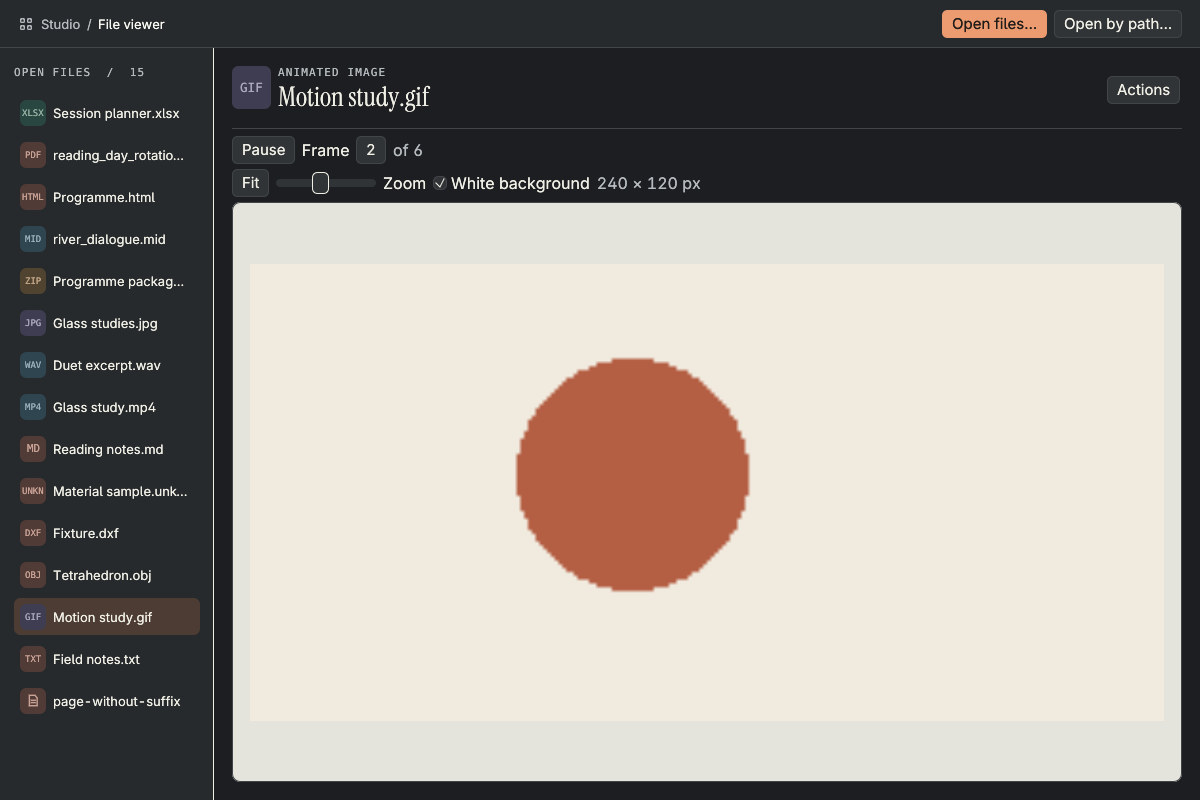 Studio / File viewer
Open files...
Open by path...
OPEN FILES / 15
XLSX Session planner.xlsx
PDF reading_day_rotatio...
HTML Programme.html
MID river_dialogue.mid
ZIP Programme packag...
JPG Glass studies.jpg
WAV Duet excerpt.wav
MP4 Glass study.mp4
MD Reading notes.md
UNKN Material sample.unk...
DXF Fixture.dxf
OBJ Tetrahedron.obj
GIF Motion study.gif
TXT Field notes.txt
page-without-suffix
GIF
ANIMATED IMAGE
Motion study.gif
Actions
Pause Frame 2 of 6
Fit Zoom White background 240 × 120 px